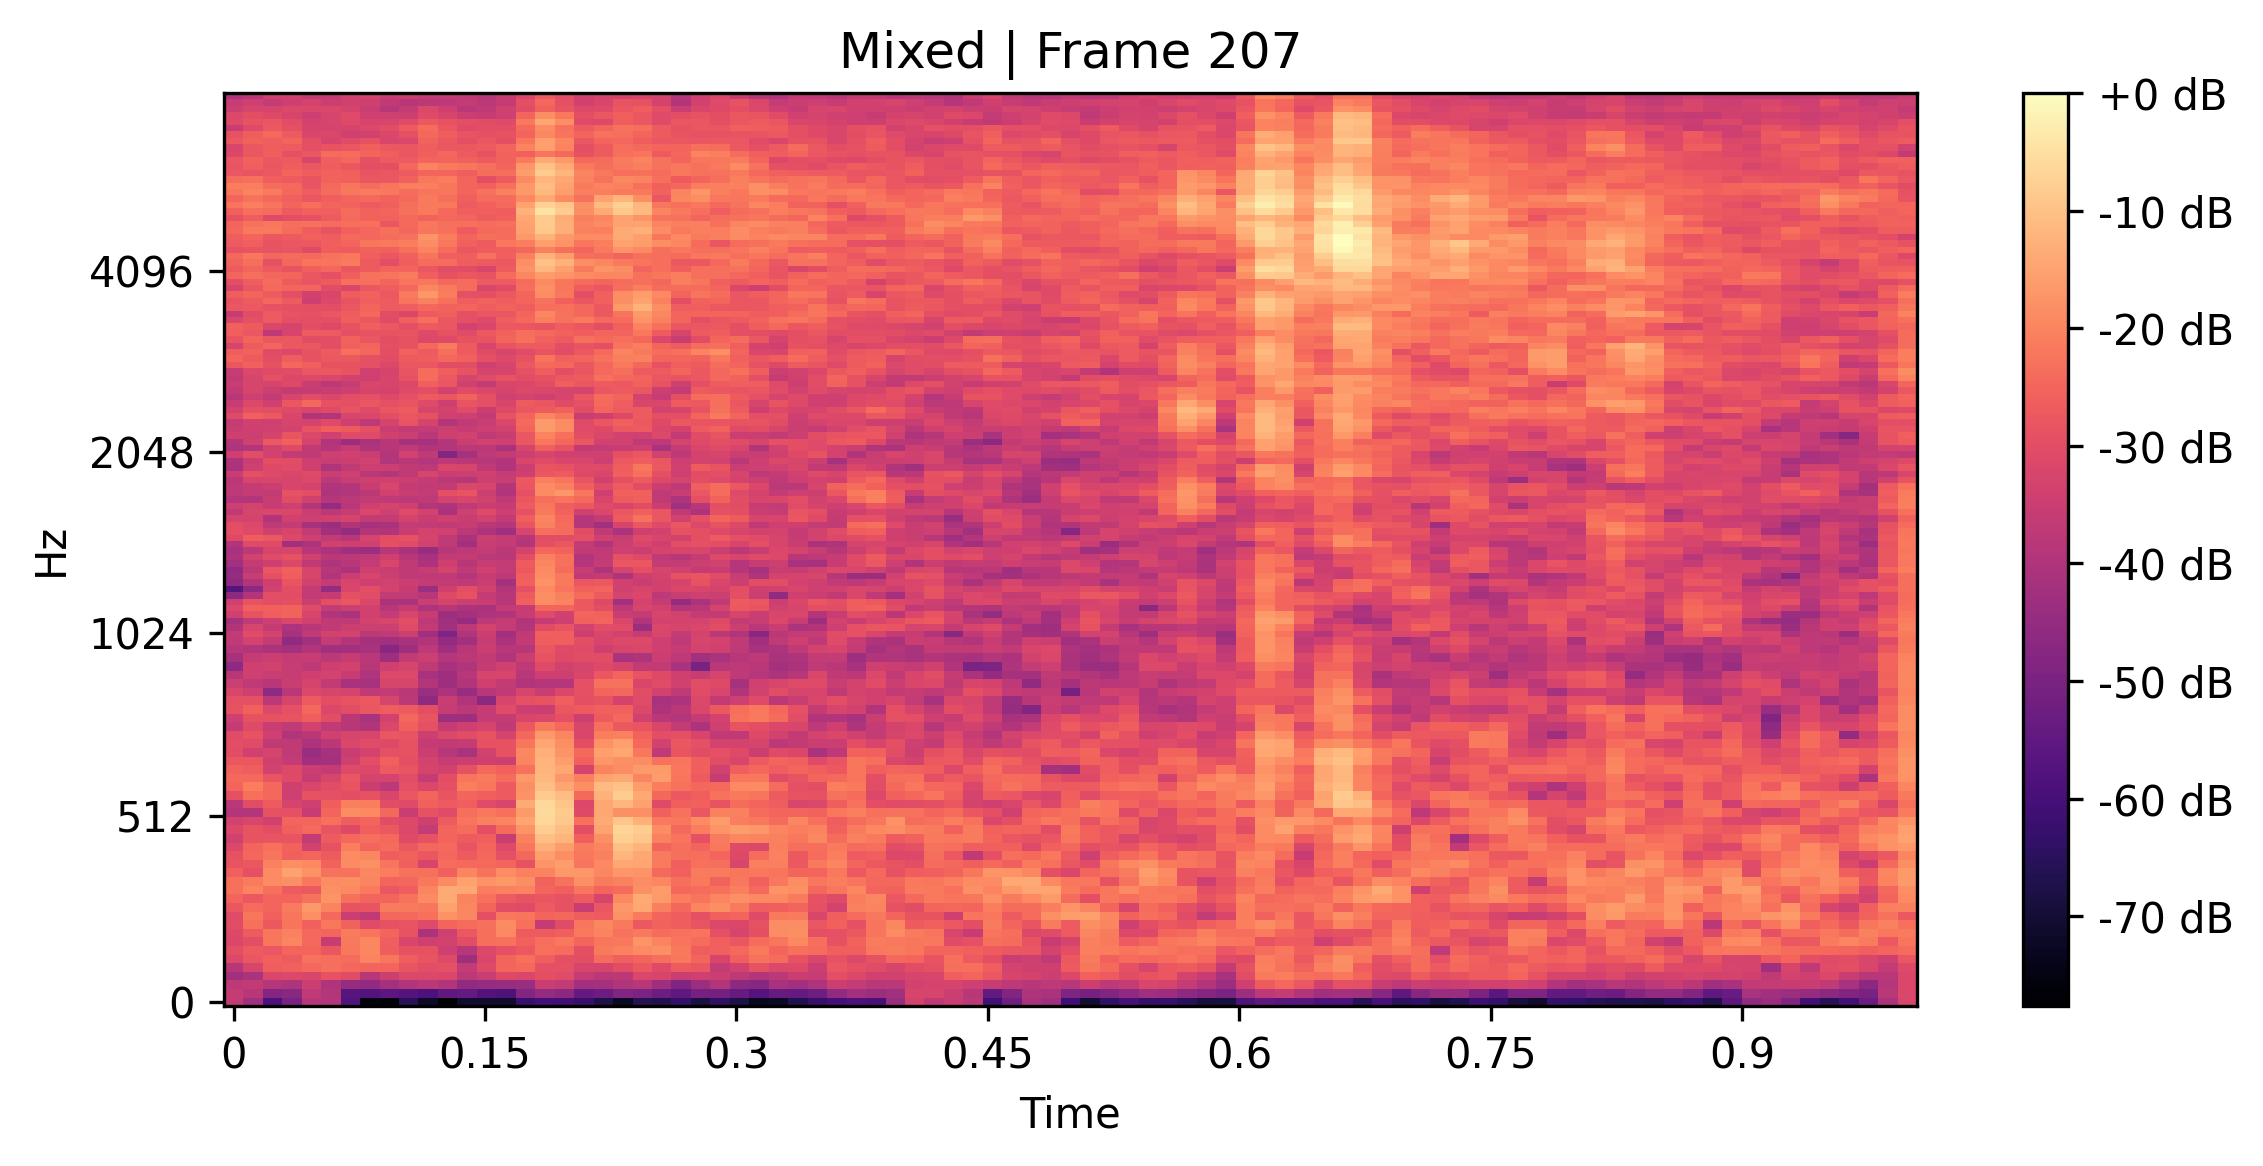 Mixed | Frame 207
+0 dB
-10 dB
-20 dB
-30 dB
-40 dB
-50 dB
-60 dB
-70 dB
Hz
4096
2048
1024
512
0
0 0.15 0.3 0.45 0.6 0.75 0.9
Time